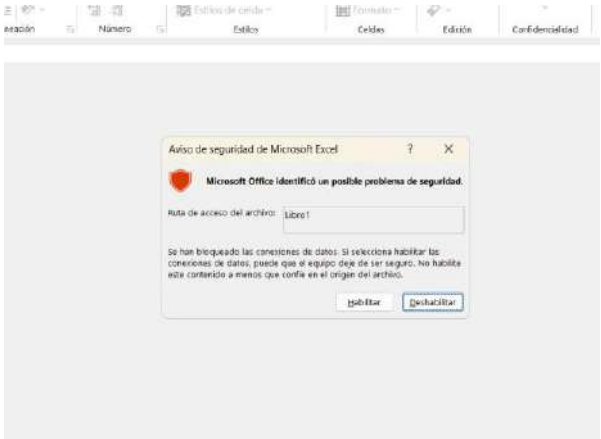 Estilos de celda
Formato
Número
Estilos
Celdas
Edición
Confidencialidad
Aviso de seguridad de Microsoft Excel
Microsoft Office identificó un posible problema de seguridad.
Ruta de acceso del archivo: Libro1
Se han bloqueado las conexiones de datos. Si selecciona habilitar las
conexiones de datos, puede que el equipo deje de ser seguro. No habilite
este contenido a menos que confíe en el origen del archivo.
Habilitar
Deshabilitar